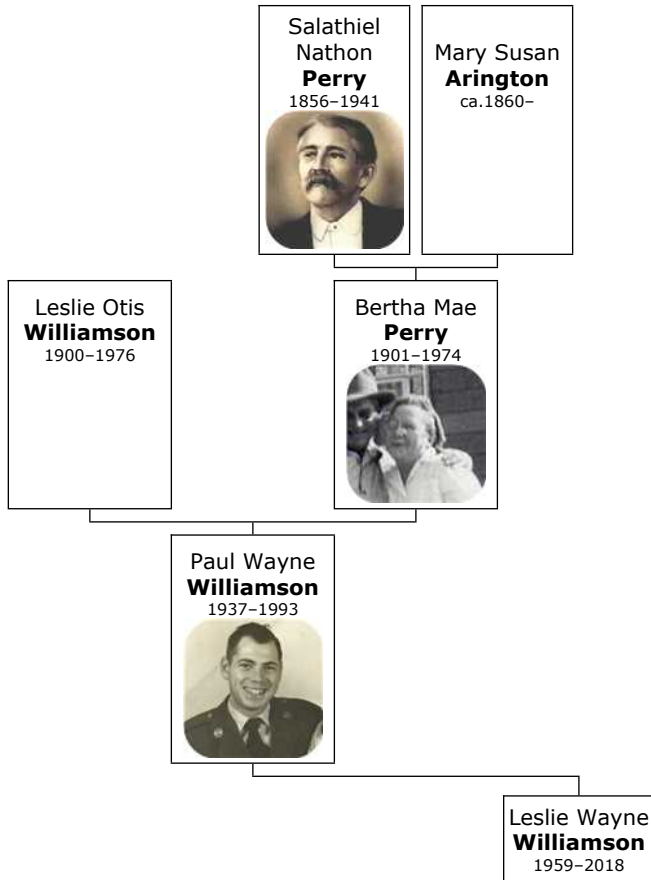 Salathiel
Nathon
Perry
1856–1941
Mary Susan
Arington
ca.1860–
Leslie Otis
Williamson
1900–1976
Bertha Mae
Perry
1901–1974
Paul Wayne
Williamson
1937–1993
Leslie Wayne
Williamson
1959–2018